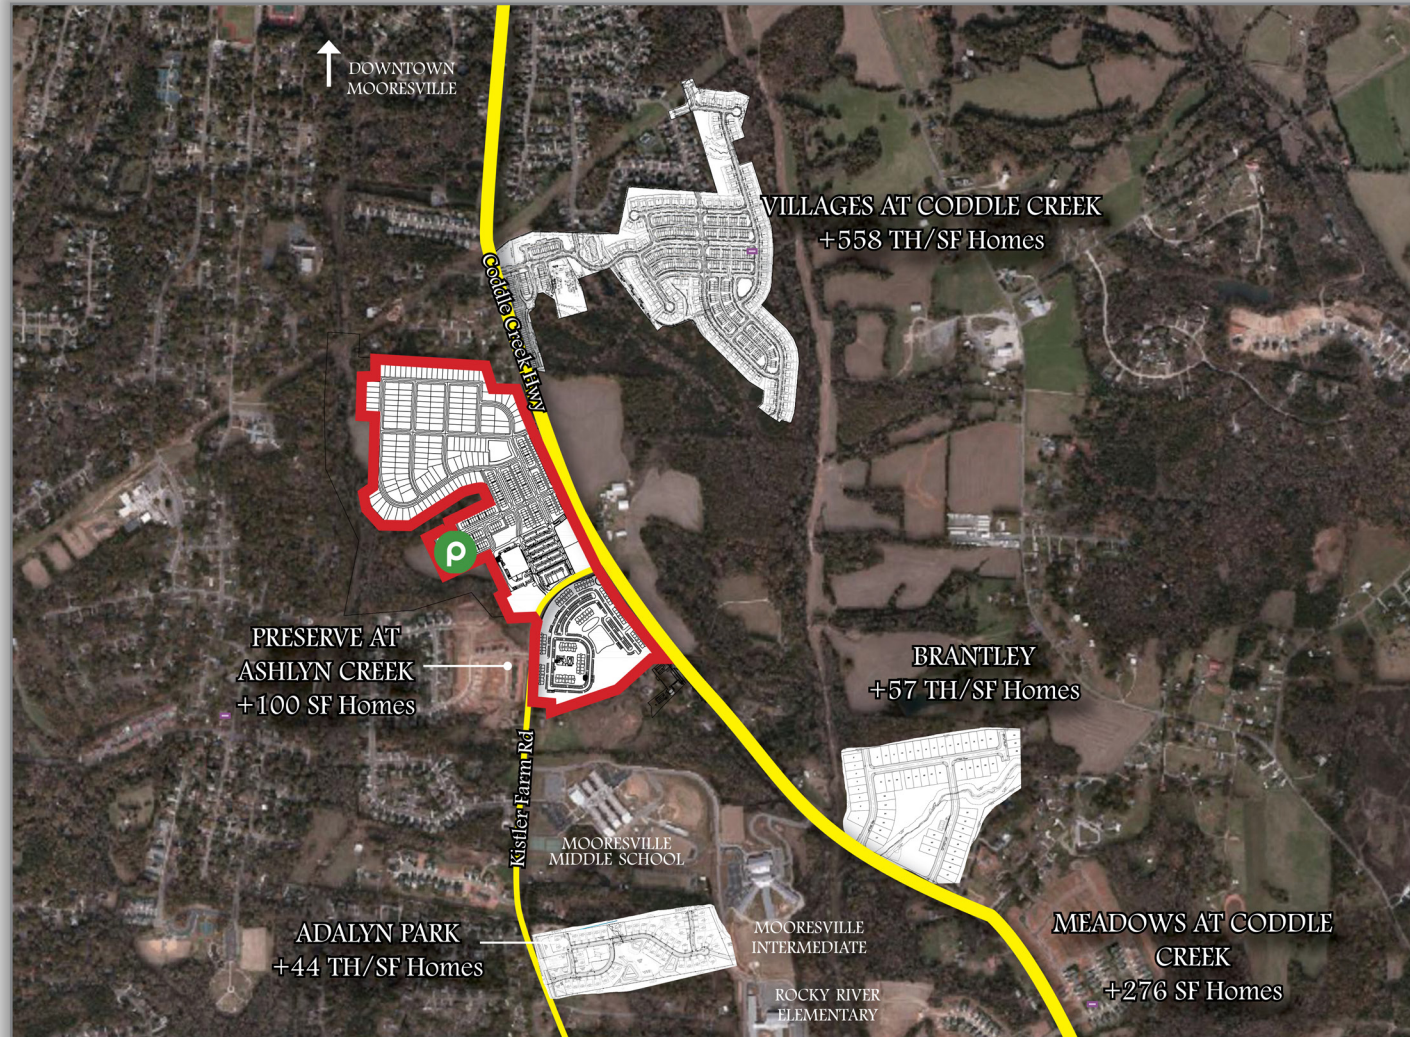 DOWNTOWN
MOORESVILLE
VILLAGES AT CODDLE CREEK
+558 TH/SF Homes
Coddle Creek Hwy
P
PRESERVE AT
ASHLYN CREEK
+100 SF Homes
BRANTLEY
+57 TH/SF Homes
Kistler Farm Rd
MOORESVILLE
MIDDLE SCHOOL
ADALYN PARK
+44 TH/SF Homes
MOORESVILLE
INTERMEDIATE
MEADOWS AT CODDLE
CREEK
+276 SF Homes
ROCKY RIVER
ELEMENTARY